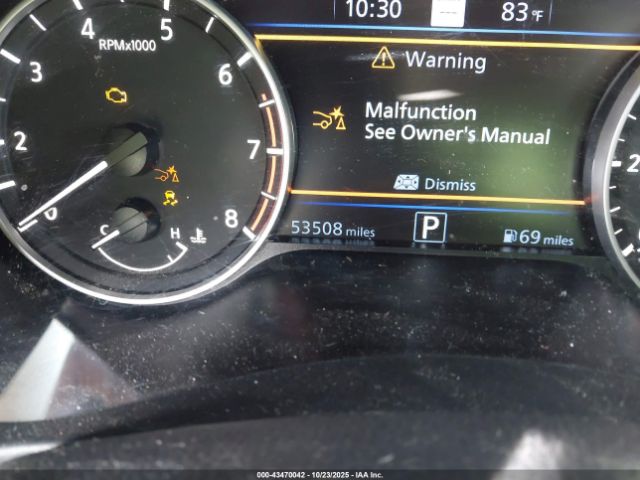 10:30 83°F
4 5
RPMx1000
3 6
Warning
Malfunction
See Owner's Manual
2 7
Dismiss
0 8
C H
53508 miles P 69 miles
000-43470042 | 10/23/2025 | IAA Inc.